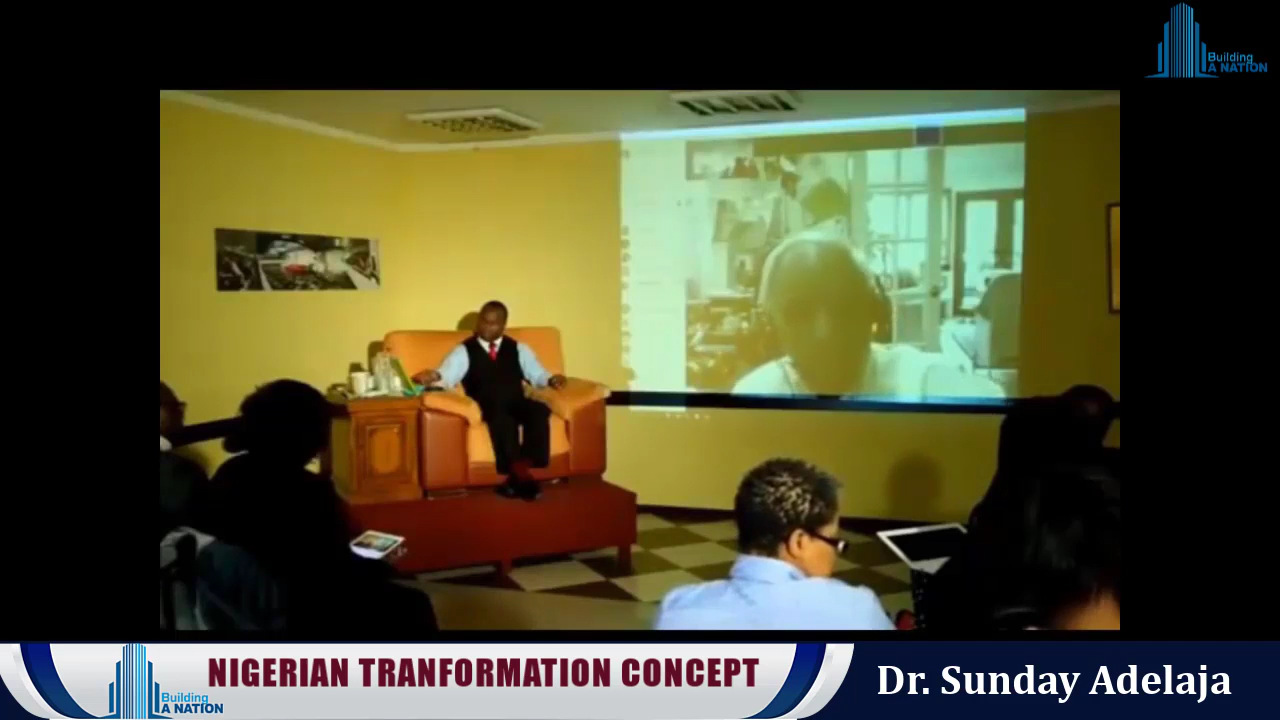 Building
A NATION
NIGERIAN TRANFORMATION CONCEPT
Building
A NATION
Dr. Sunday Adelaja